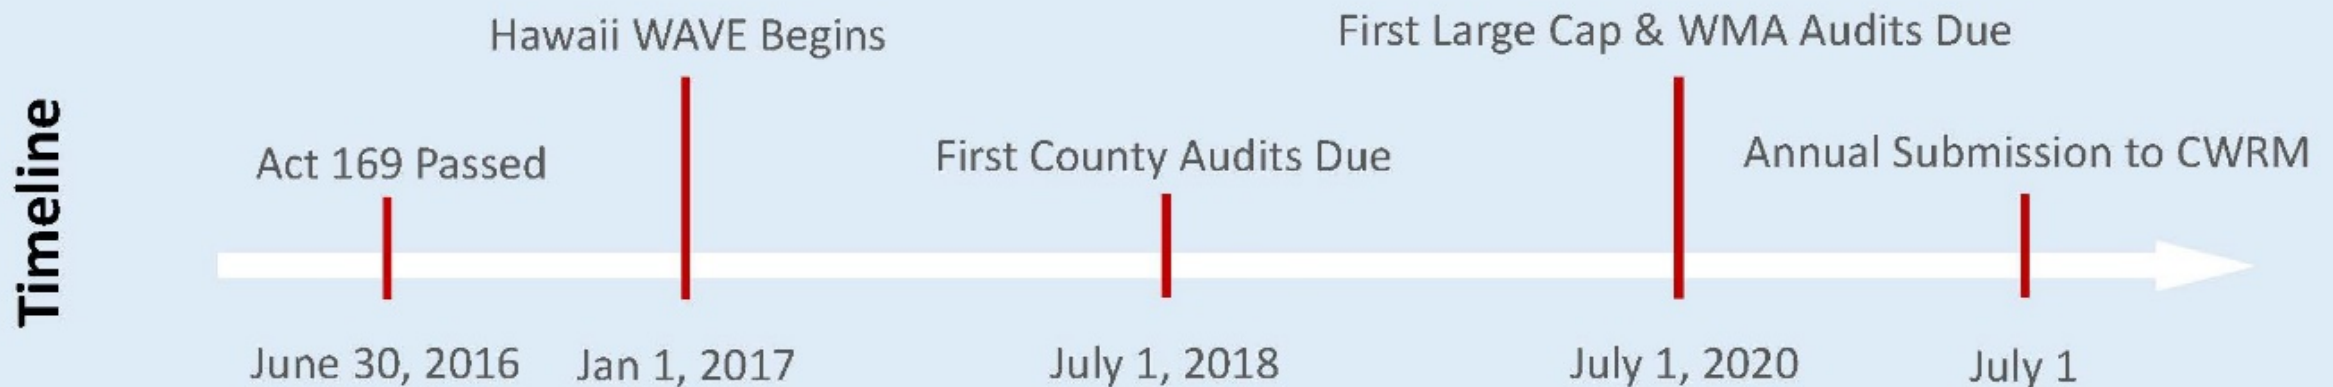 Timeline
Hawaii WAVE Begins
First Large Cap & WMA Audits Due
Act 169 Passed
First County Audits Due
Annual Submission to CWRM
June 30, 2016
Jan 1, 2017
July 1, 2018
July 1, 2020
July 1